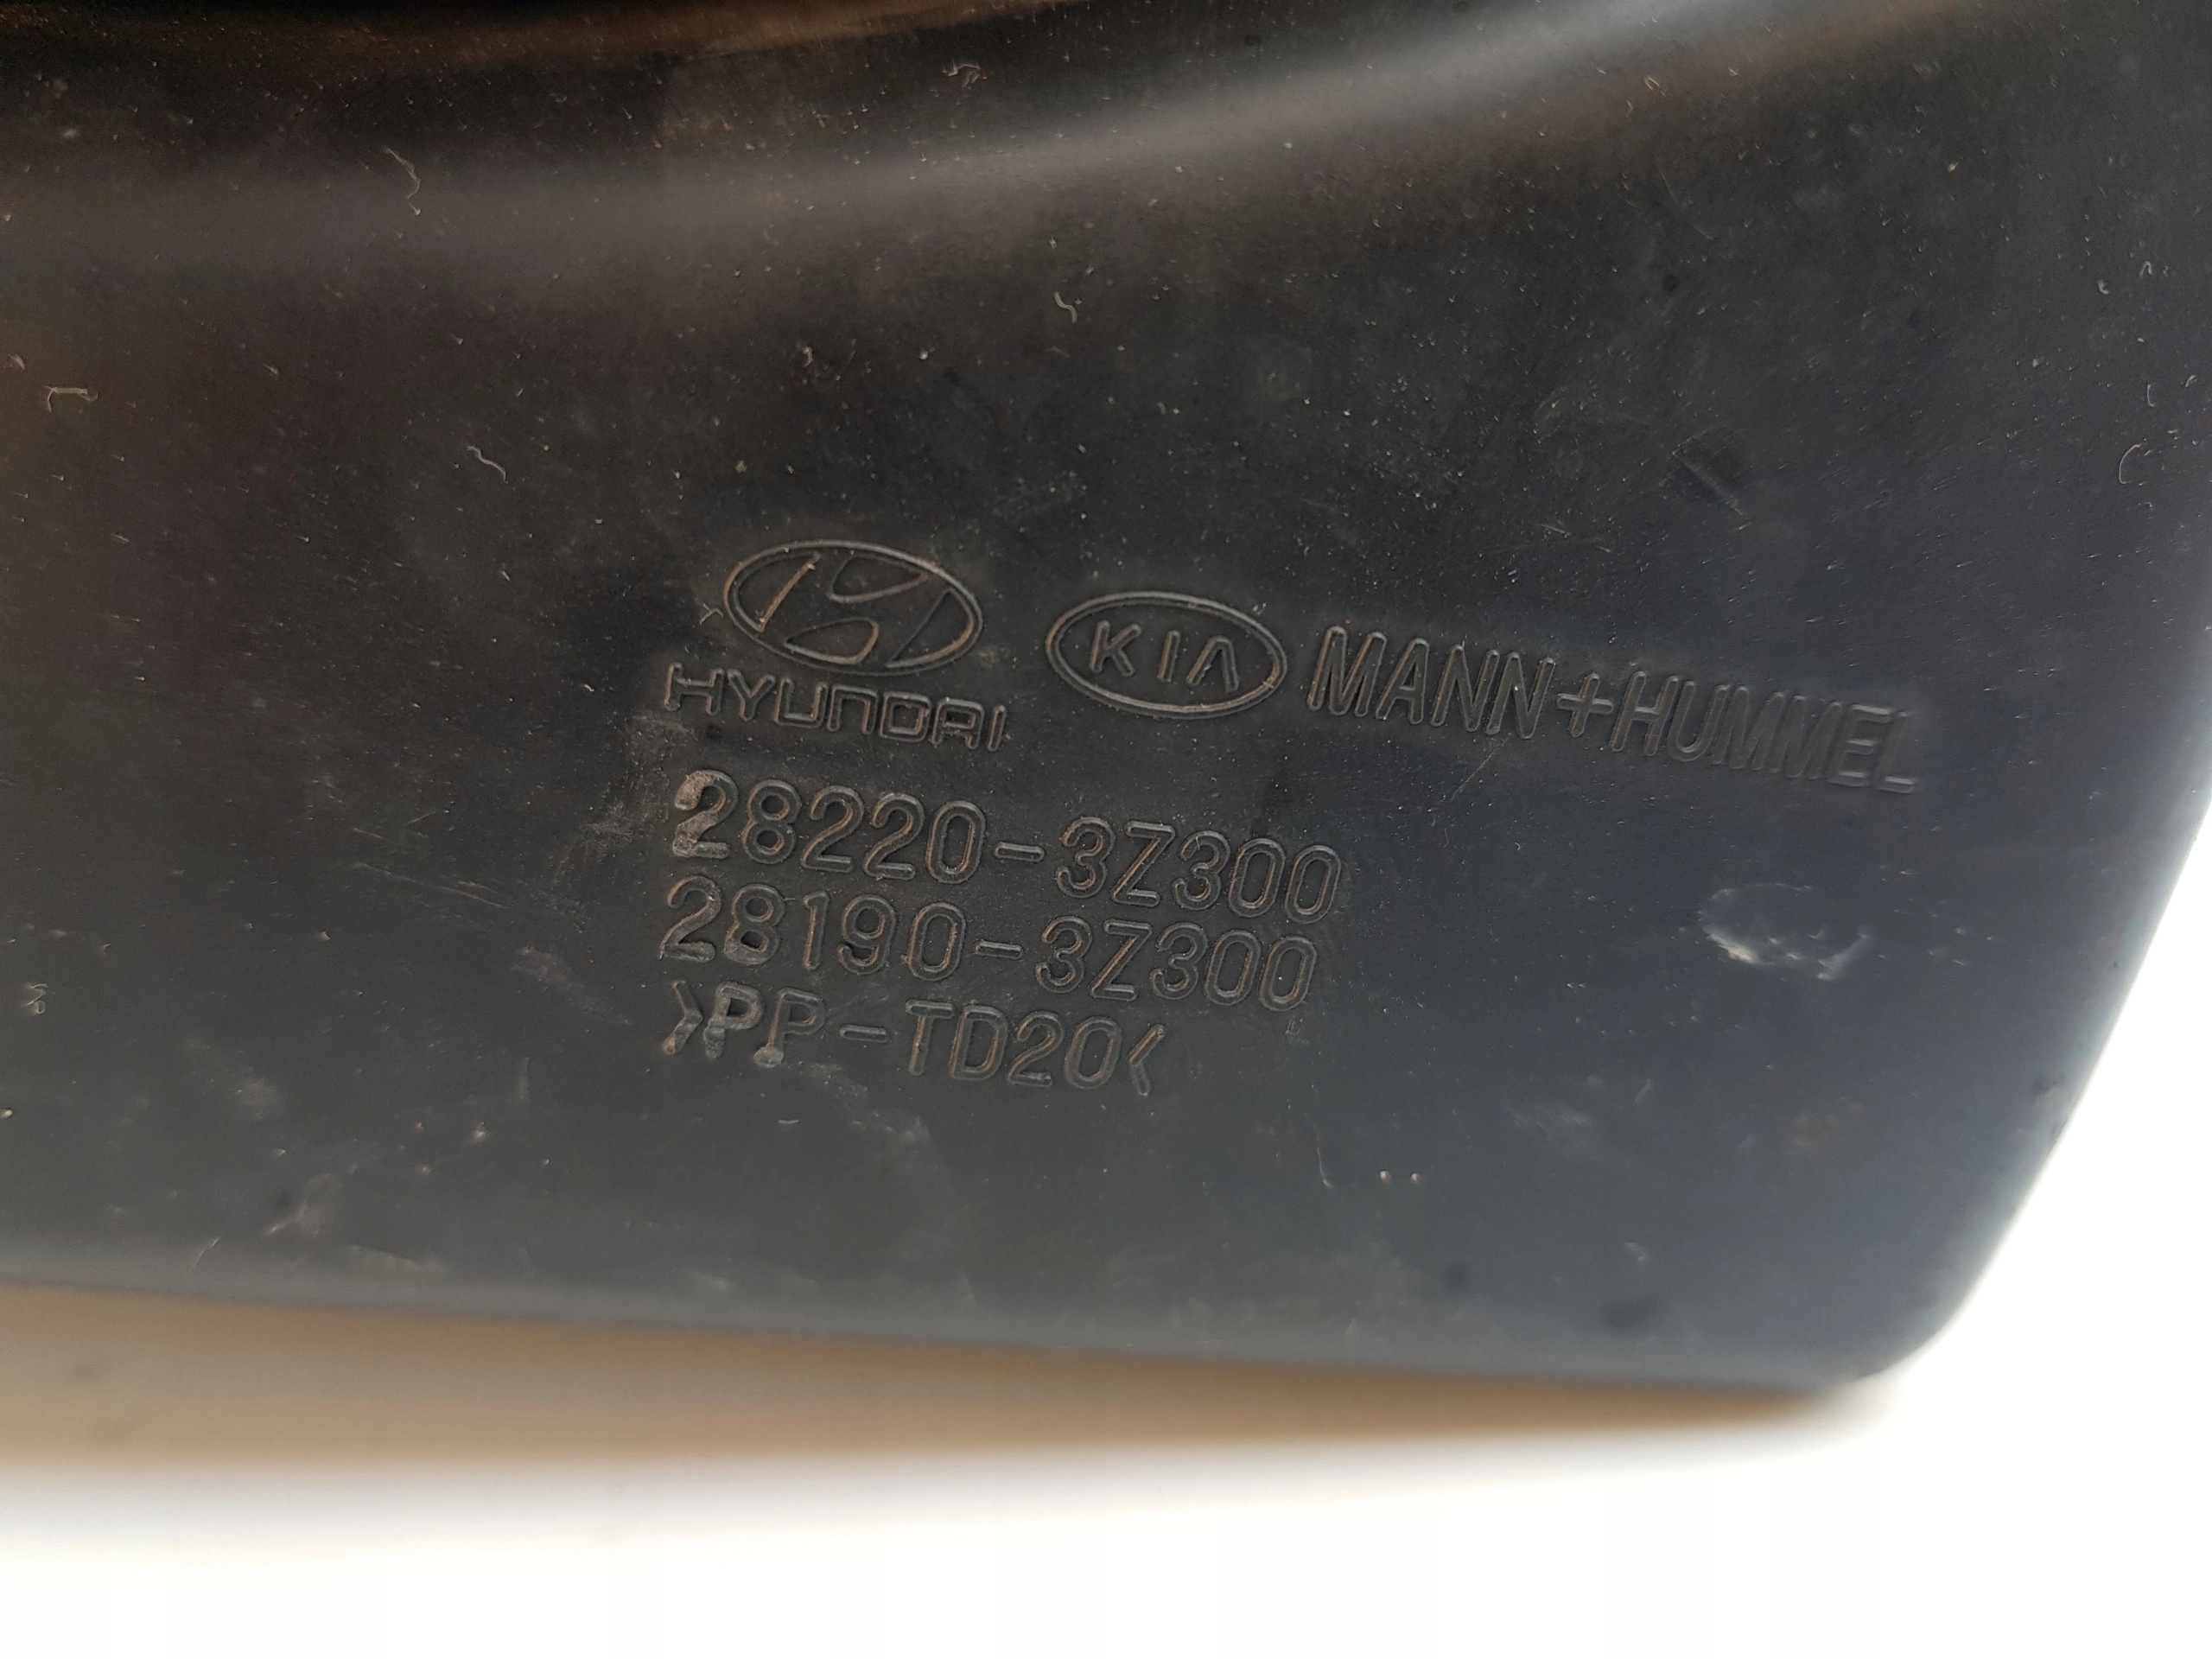 HYUNDAI KIA MANN+HUMMEL
28220-3Z300
28190-3Z300
>PP-TD20<